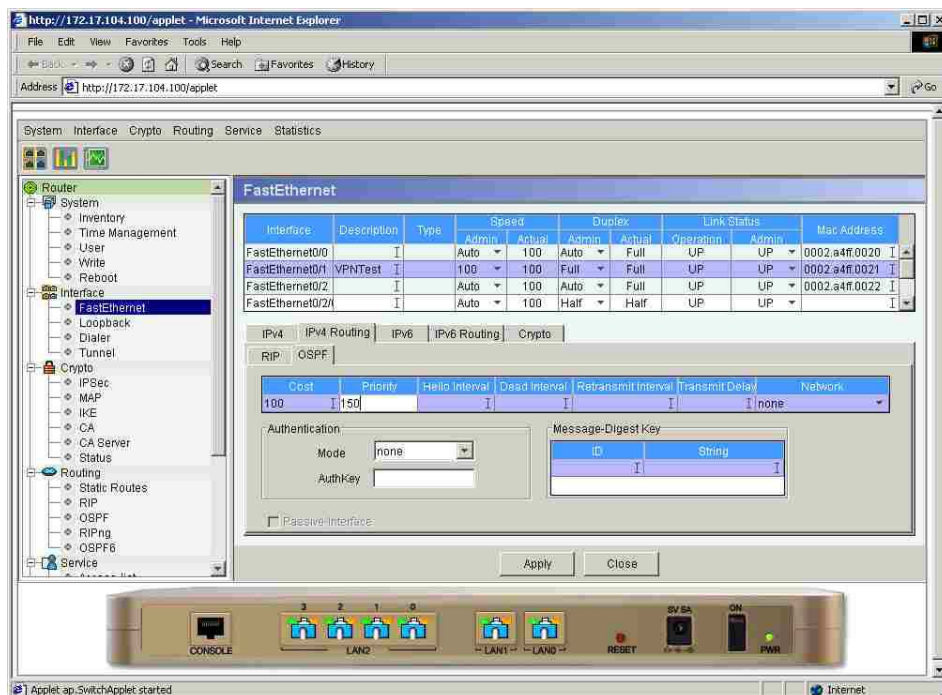 http://172.17.104.100/applet - Microsoft Internet Explorer
File Edit View Favorites Tools Help
Back Search Favorites History
Address http://172.17.104.100/applet Go
System Interface Crypto Routing Service Statistics
Router
System
Inventory
Time Management
User
Write
Reboot
Interface
FastEthernet
Loopback
Dialer
Tunnel
Crypto
IPSec
MAP
IKE
CA
CA Server
Status
Routing
Static Routes
RIP
OSPF
RIPng
OSPF6
Service
FastEthernet
Interface Description Type Speed Duplex Link Status Mac Address
Admin Actual Admin Actual Operation Admin
FastEthernet0/0 Auto 100 Auto Full UP UP 0002.a4ff.0020
FastEthernet0/1 VPNTest 100 100 Full Full UP UP 0002.a4ff.0021
FastEthernet0/2 Auto 100 Auto Full UP UP 0002.a4ff.0022
FastEthernet0/2/ Auto 100 Half Half UP UP
IPv4 IPv4 Routing IPv6 IPv6 Routing Crypto
RIP OSPF
Cost Priority Hello Interval Dead Interval Retransmit Interval Transmit Delay Network
100 150 none
Authentication
Mode none
AuthKey
Message-Digest Key
ID String
Passive-Interface
Apply Close
3 2 1 0
CONSOLE LAN2 LAN1 LAN0 RESET 5V 5A ON PWR
Applet ap.SwitchApplet started Internet